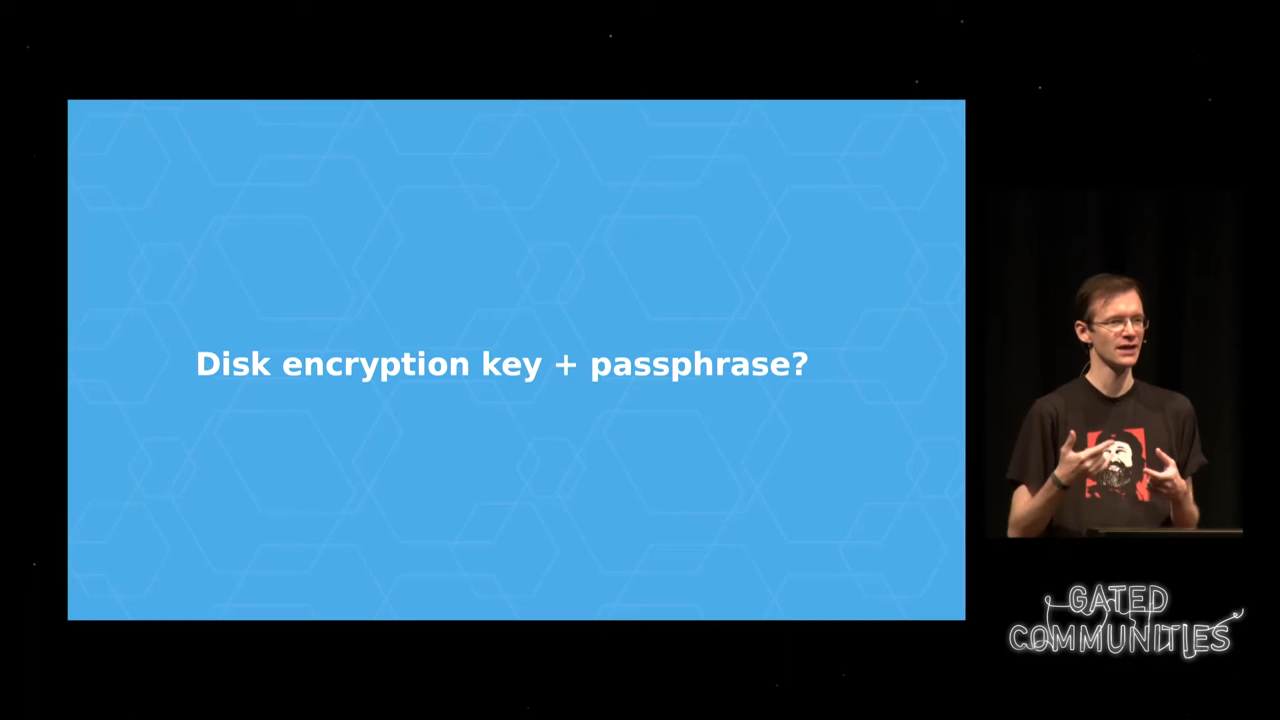 Disk encryption key + passphrase?
GATED
COMMUNITIES